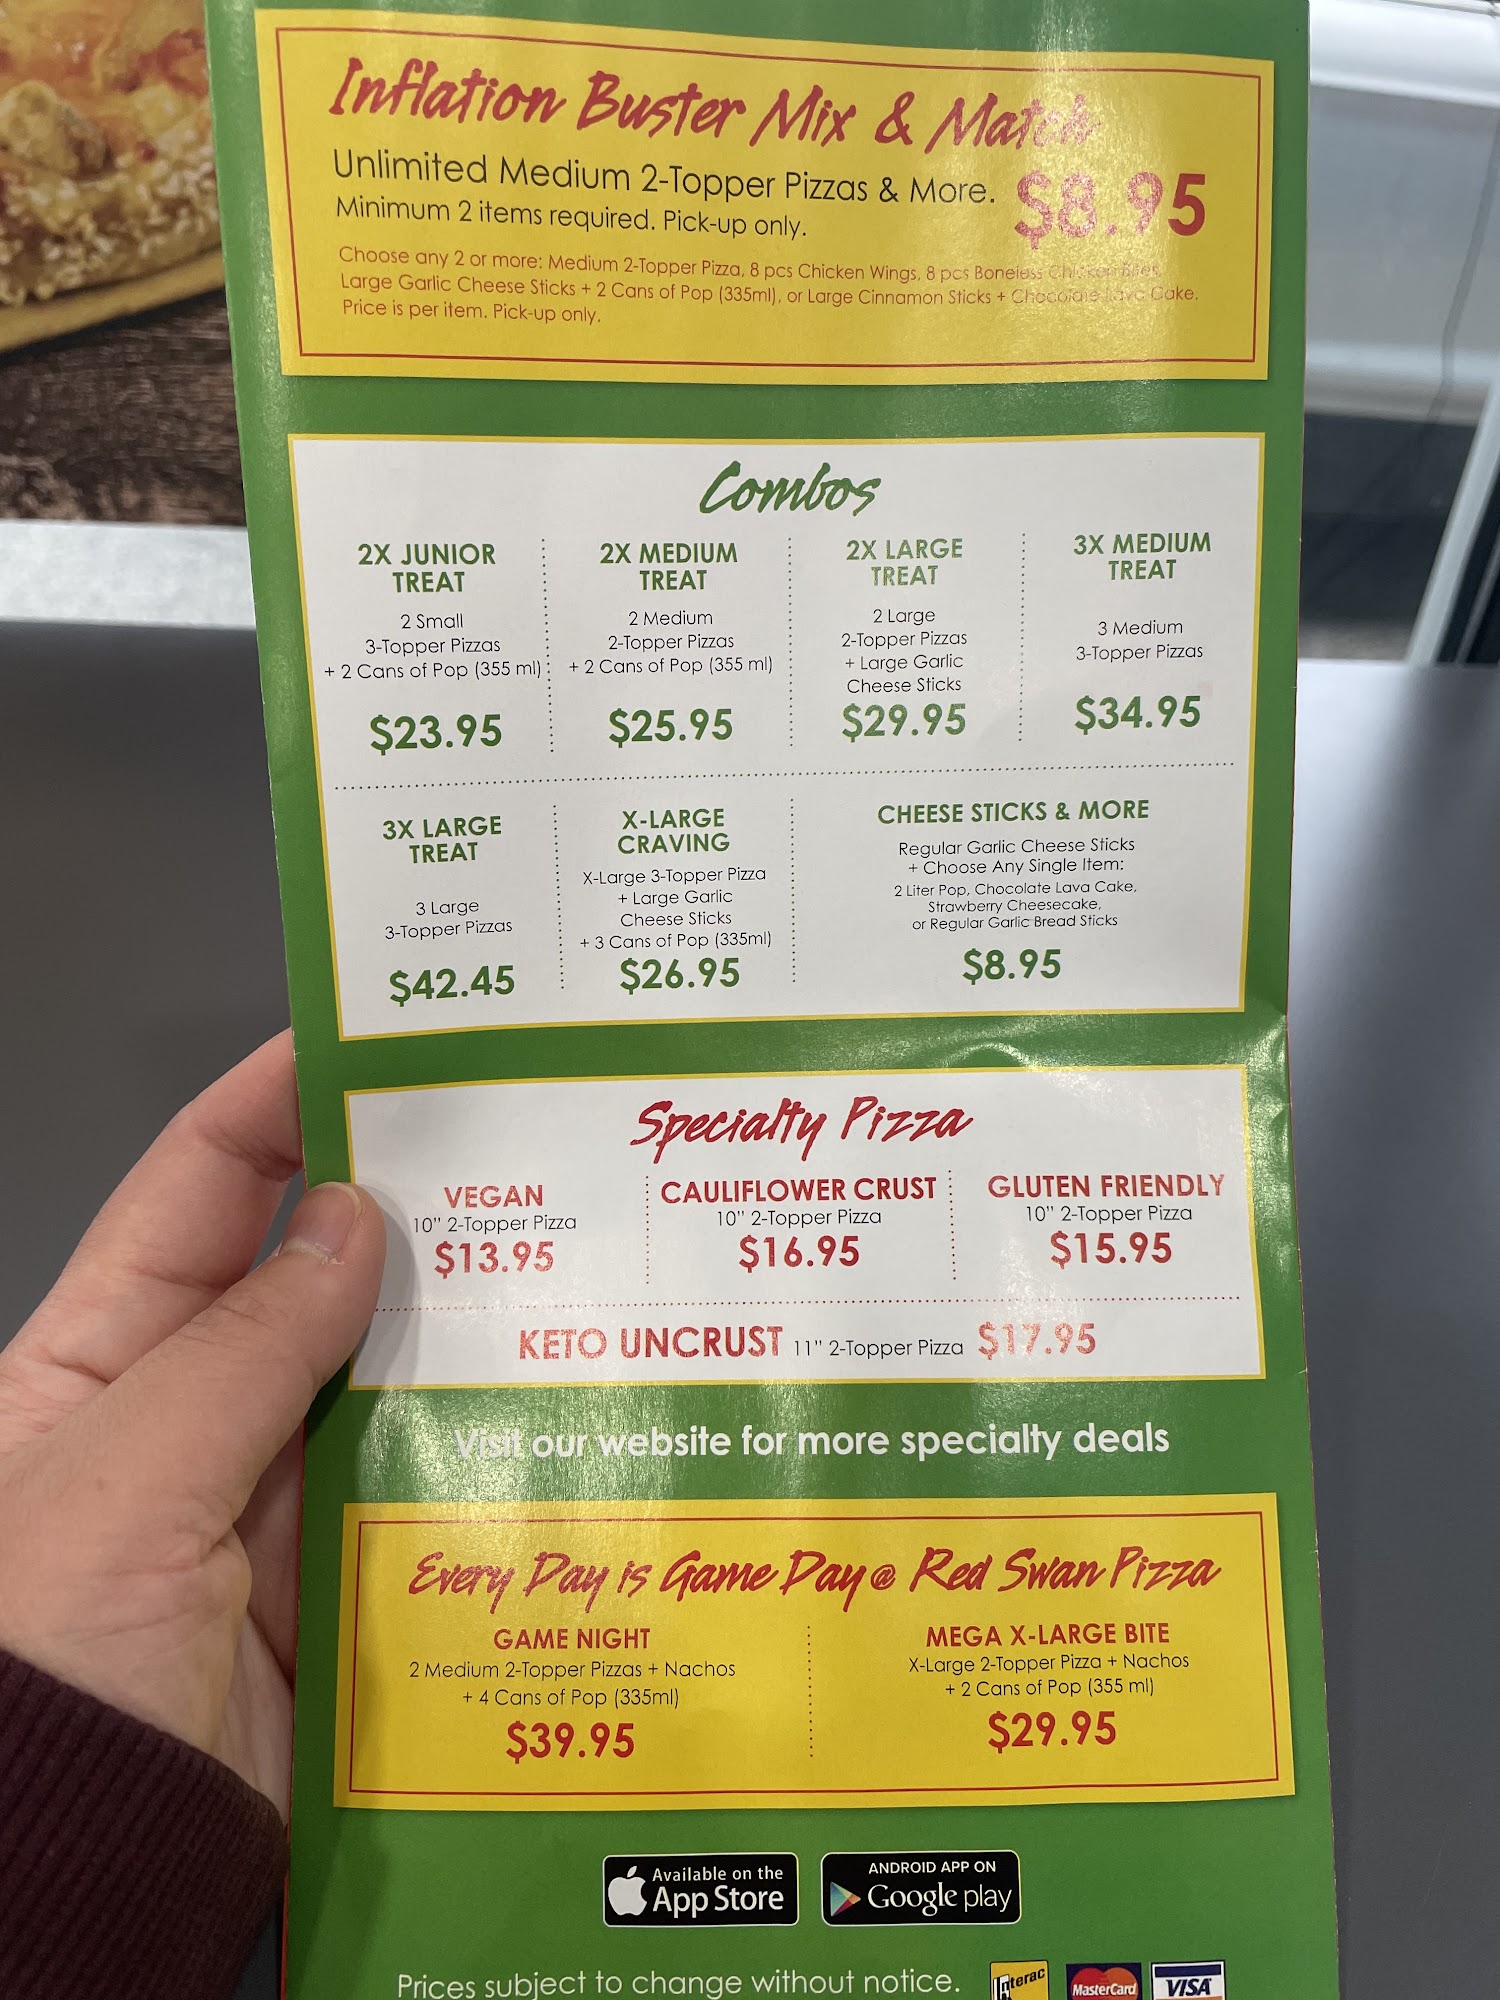 Inflation Buster Mix & Match
Unlimited Medium 2-Topper Pizzas & More.
$8.95
Minimum 2 items required. Pick-up only.
Choose any 2 or more: Medium 2-Topper Pizza, 8 pcs Chicken Wings, 8 pcs Boneless Chicken Bites,
Large Garlic Cheese Sticks + 2 Cans of Pop (335ml), or Large Cinnamon Sticks + Chocolate Lava Cake.
Price is per item. Pick-up only.
Combos
2X JUNIOR
TREAT
2 Small
3-Topper Pizzas
+ 2 Cans of Pop (355 ml)
$23.95
2X MEDIUM
TREAT
2 Medium
2-Topper Pizzas
+ 2 Cans of Pop (355 ml)
$25.95
2X LARGE
TREAT
2 Large
2-Topper Pizzas
+ Large Garlic
Cheese Sticks
$29.95
3X MEDIUM
TREAT
3 Medium
3-Topper Pizzas
$34.95
3X LARGE
TREAT
3 Large
3-Topper Pizzas
$42.45
X-LARGE
CRAVING
X-Large 3-Topper Pizza
+ Large Garlic
Cheese Sticks
+ 3 Cans of Pop (335ml)
$26.95
CHEESE STICKS & MORE
Regular Garlic Cheese Sticks
+ Choose Any Single Item:
2 Liter Pop, Chocolate Lava Cake,
Strawberry Cheesecake,
or Regular Garlic Bread Sticks
$8.95
Specialty Pizza
VEGAN
10" 2-Topper Pizza
$13.95
CAULIFLOWER CRUST
10" 2-Topper Pizza
$16.95
GLUTEN FRIENDLY
10" 2-Topper Pizza
$15.95
KETO UNCRUST 11" 2-Topper Pizza $17.95
Visit our website for more specialty deals
Every Day is Game Day @ Red Swan Pizza
GAME NIGHT
2 Medium 2-Topper Pizzas + Nachos
+ 4 Cans of Pop (335ml)
$39.95
MEGA X-LARGE BITE
X-Large 2-Topper Pizza + Nachos
+ 2 Cans of Pop (355 ml)
$29.95
Available on the
App Store
ANDROID APP ON
Google play
Prices subject to change without notice.
Interac
MasterCard
VISA